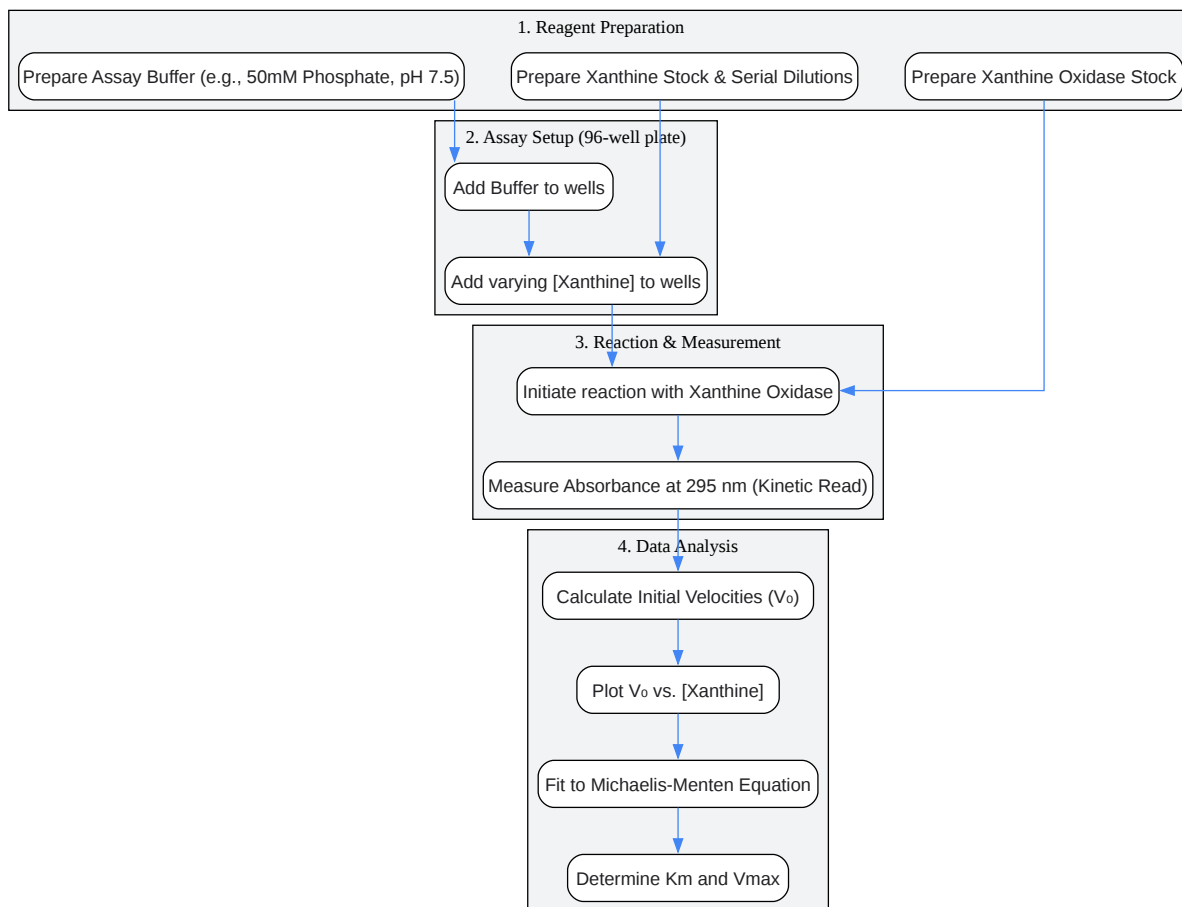 1. Reagent Preparation
Prepare Assay Buffer (e.g., 50mM Phosphate, pH 7.5)
Prepare Xanthine Stock & Serial Dilutions
Prepare Xanthine Oxidase Stock
2. Assay Setup (96-well plate)
Add Buffer to wells
Add varying [Xanthine] to wells
3. Reaction & Measurement
Initiate reaction with Xanthine Oxidase
Measure Absorbance at 295 nm (Kinetic Read)
4. Data Analysis
Calculate Initial Velocities (V₀)
Plot V₀ vs. [Xanthine]
Fit to Michaelis-Menten Equation
Determine Km and Vmax